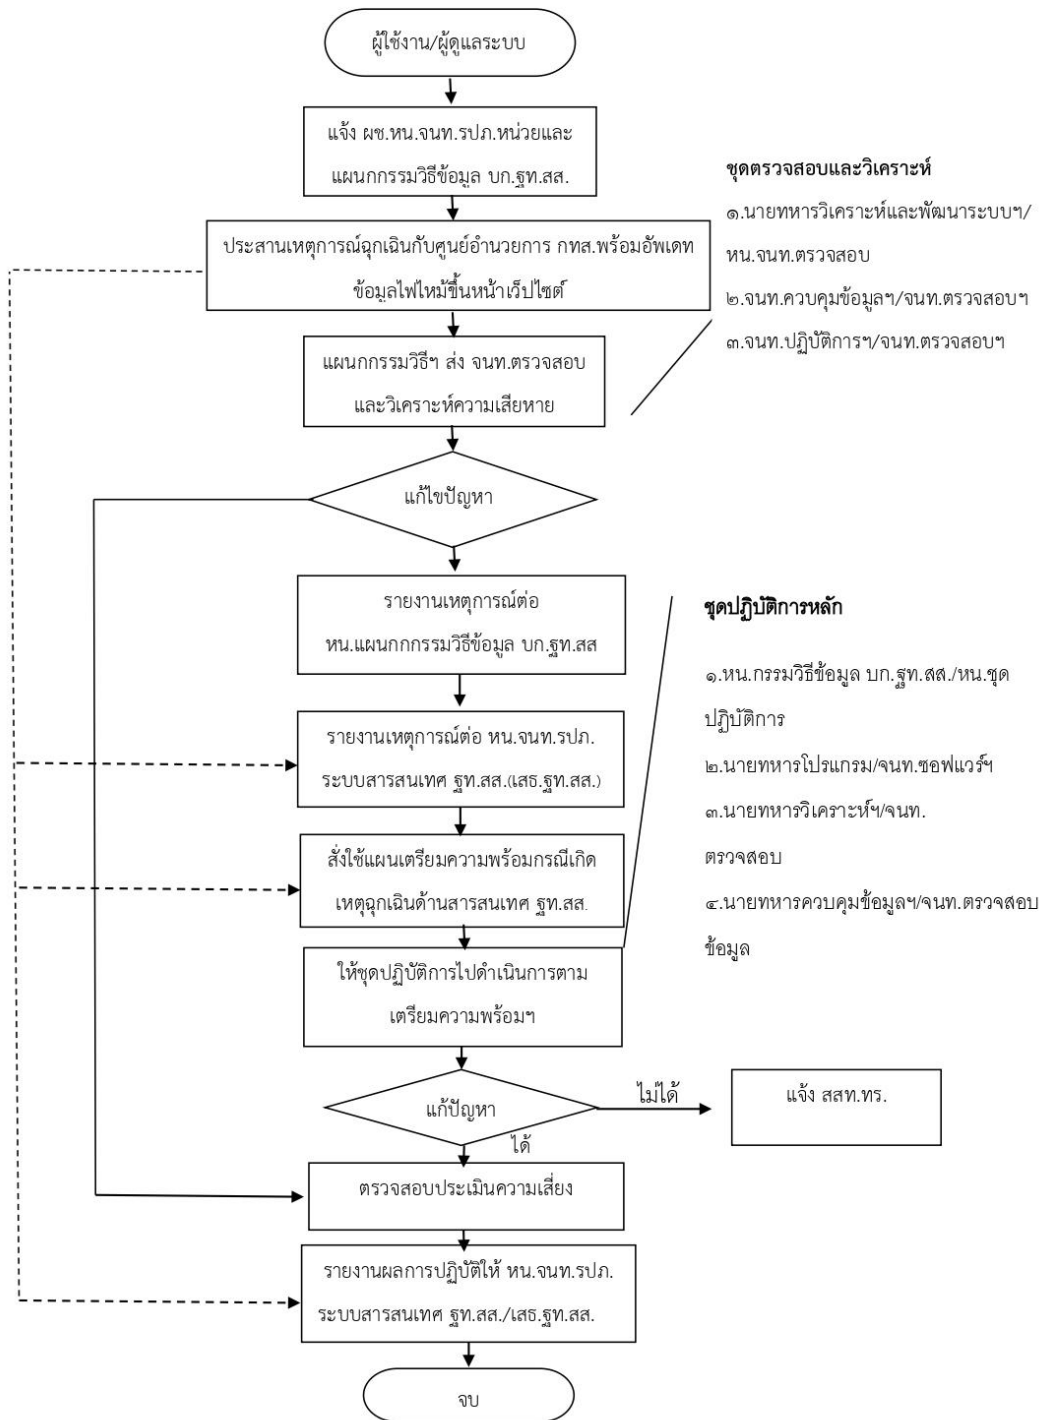 ผู้ใช้งาน/ผู้ดูแลระบบ
แจ้ง ผช.หน.จนท.รปภ.หน่วยและ
แผนกกรรมวิธีข้อมูล บก.ฐท.สส.
ประสานเหตุการณ์ฉุกเฉินกับศูนย์อำนวยการ กทส.พร้อมอัพเดท
ข้อมูลไฟไหม้ขึ้นหน้าเว็ปไซต์
ชุดตรวจสอบและวิเคราะห์
๑.นายทหารวิเคราะห์และพัฒนาระบบฯ/
หน.จนท.ตรวจสอบ
๒.จนท.ควบคุมข้อมูลฯ/จนท.ตรวจสอบฯ
๓.จนท.ปฏิบัติการฯ/จนท.ตรวจสอบฯ
แผนกกรรมวิธีฯ ส่ง จนท.ตรวจสอบ
และวิเคราะห์ความเสียหาย
แก้ไขปัญหา
รายงานเหตุการณ์ต่อ
หน.แผนกกกรรมวิธีข้อมูล บก.ฐท.สส
รายงานเหตุการณ์ต่อ หน.จนท.รปภ.
ระบบสารสนเทศ ฐท.สส.(เสธ.ฐท.สส.)
สั่งใช้แผนเตรียมความพร้อมกรณีเกิด
เหตุฉุกเฉินด้านสารสนเทศ ฐท.สส.
ให้ชุดปฏิบัติการไปดำเนินการตาม
เตรียมความพร้อมฯ
ชุดปฏิบัติการหลัก
๑.หน.กรรมวิธีข้อมูล บก.ฐท.สส./หน.ชุด
ปฏิบัติการ
๒.นายทหารโปรแกรม/จนท.ซอฟแวร์ฯ
๓.นายทหารวิเคราะห์ฯ/จนท.
ตรวจสอบ
๔.นายทหารควบคุมข้อมูลฯ/จนท.ตรวจสอบ
ข้อมูล
แก้ปัญหา
ไม่ได้
แจ้ง สสท.ทร.
ได้
ตรวจสอบประเมินความเสี่ยง
รายงานผลการปฏิบัติให้ หน.จนท.รปภ.
ระบบสารสนเทศ ฐท.สส./เสธ.ฐท.สส.
จบ